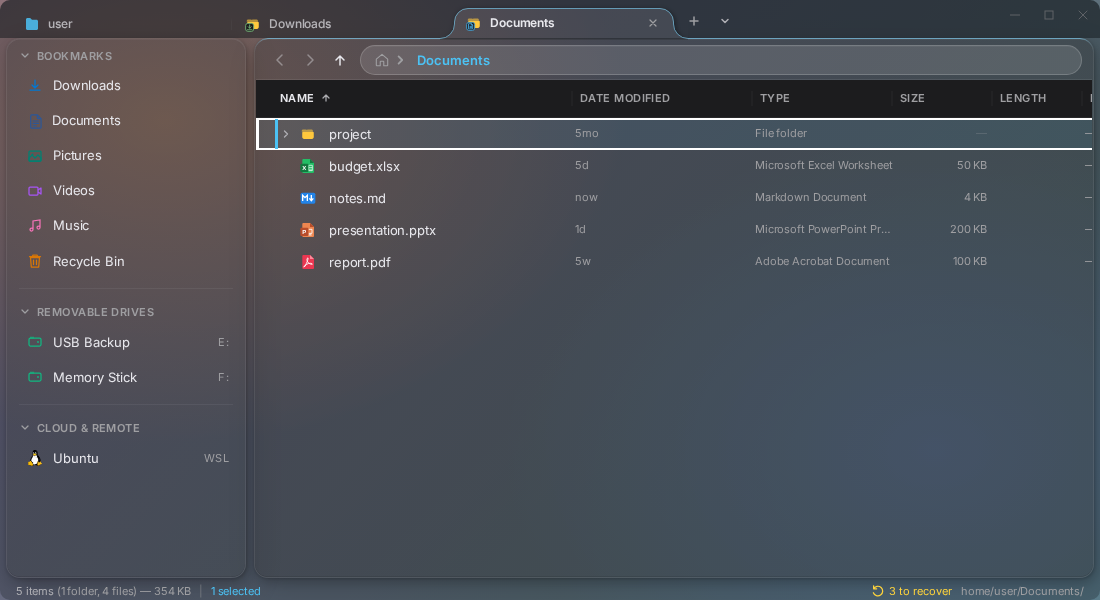 user
Downloads
Documents
BOOKMARKS
Downloads
Documents
Pictures
Videos
Music
Recycle Bin
REMOVABLE DRIVES
USB Backup E:
Memory Stick F:
CLOUD & REMOTE
Ubuntu WSL
Documents
NAME DATE MODIFIED TYPE SIZE LENGTH
project 5mo File folder —
budget.xlsx 5d Microsoft Excel Worksheet 50 KB
notes.md now Markdown Document 4 KB
presentation.pptx 1d Microsoft PowerPoint Pr... 200 KB
report.pdf 5w Adobe Acrobat Document 100 KB
5 items (1 folder, 4 files) — 354 KB | 1 selected
3 to recover home/user/Documents/